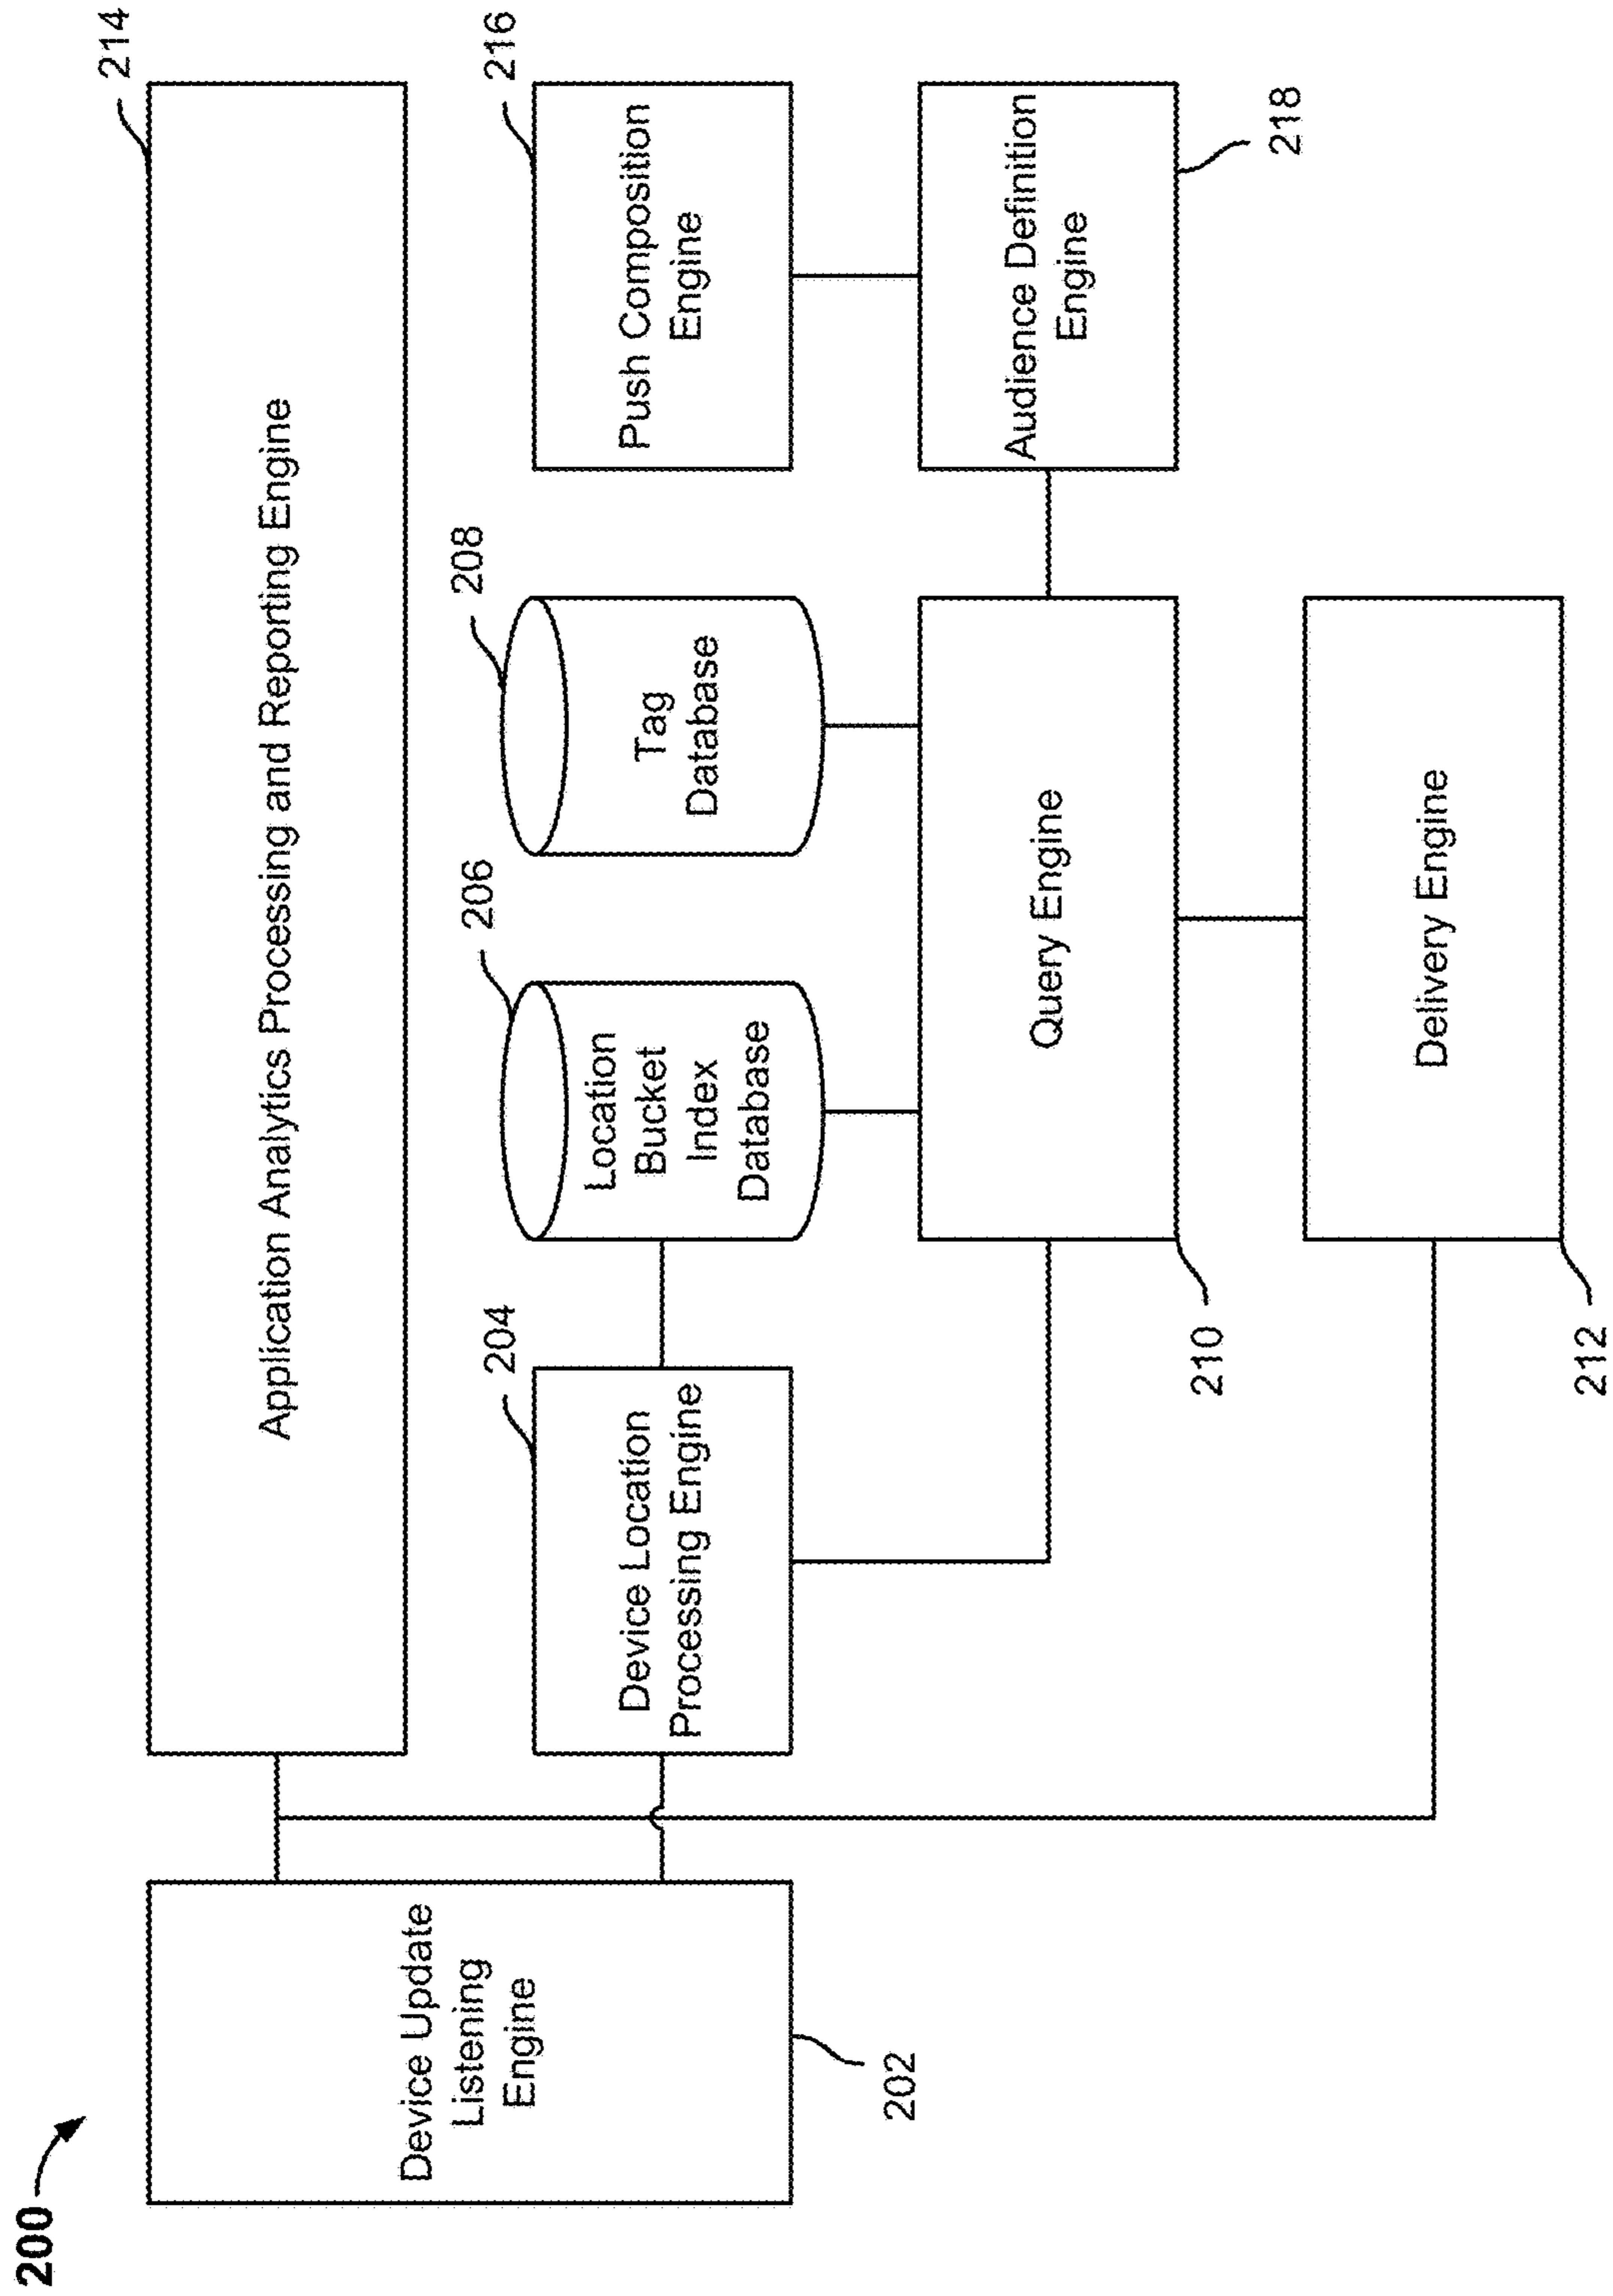 200
214
Application Analytics Processing and Reporting Engine
Device Update
Listening
Engine
202
204
Device Location
Processing Engine
206
Location
Bucket
Index
Database
208
Tag
Database
216
Push Composition
Engine
Query Engine
210
Audience Definition
Engine
218
Delivery Engine
212